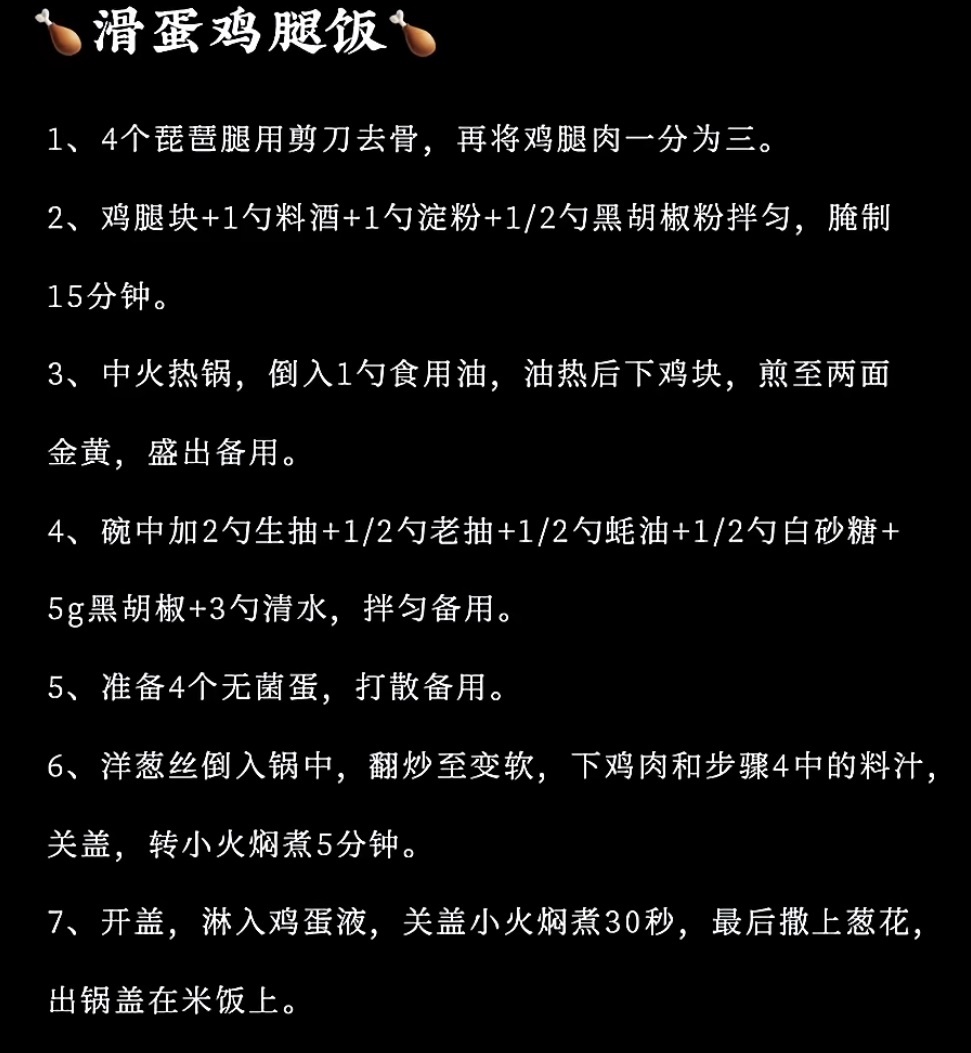 🍗滑蛋鸡腿饭🍗
1、4个琵琶腿用剪刀去骨，再将鸡腿肉一分为三。
2、鸡腿块+1勺料酒+1勺淀粉+1/2勺黑胡椒粉拌匀，腌制
15分钟。
3、中火热锅，倒入1勺食用油，油热后下鸡块，煎至两面
金黄，盛出备用。
4、碗中加2勺生抽+1/2勺老抽+1/2勺蚝油+1/2勺白砂糖+
5g黑胡椒+3勺清水，拌匀备用。
5、准备4个无菌蛋，打散备用。
6、洋葱丝倒入锅中，翻炒至变软，下鸡肉和步骤4中的料汁，
关盖，转小火焖煮5分钟。
7、开盖，淋入鸡蛋液，关盖小火焖煮30秒，最后撒上葱花，
出锅盖在米饭上。